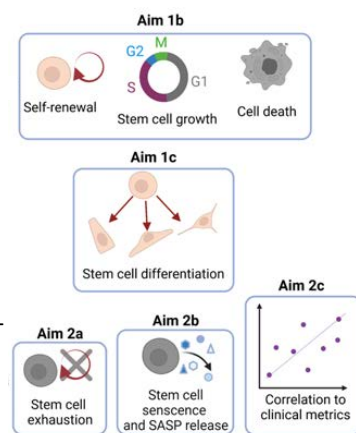 Aim 1b
M
G2
S
G1
Self-renewal
Stem cell growth
Cell death
Aim 1c
Stem cell differentiation
Aim 2a
Stem cell
exhaustion
Aim 2b
Stem cell
senscence
and SASP release
Aim 2c
Correlation to
clinical metrics